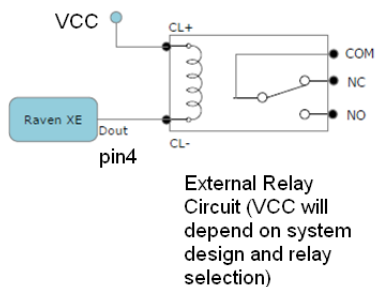 VCC
CL+
COM
NC
NO
Raven XE
Dout
pin4
CL-
External Relay
Circuit (VCC will
depend on system
design and relay
selection)